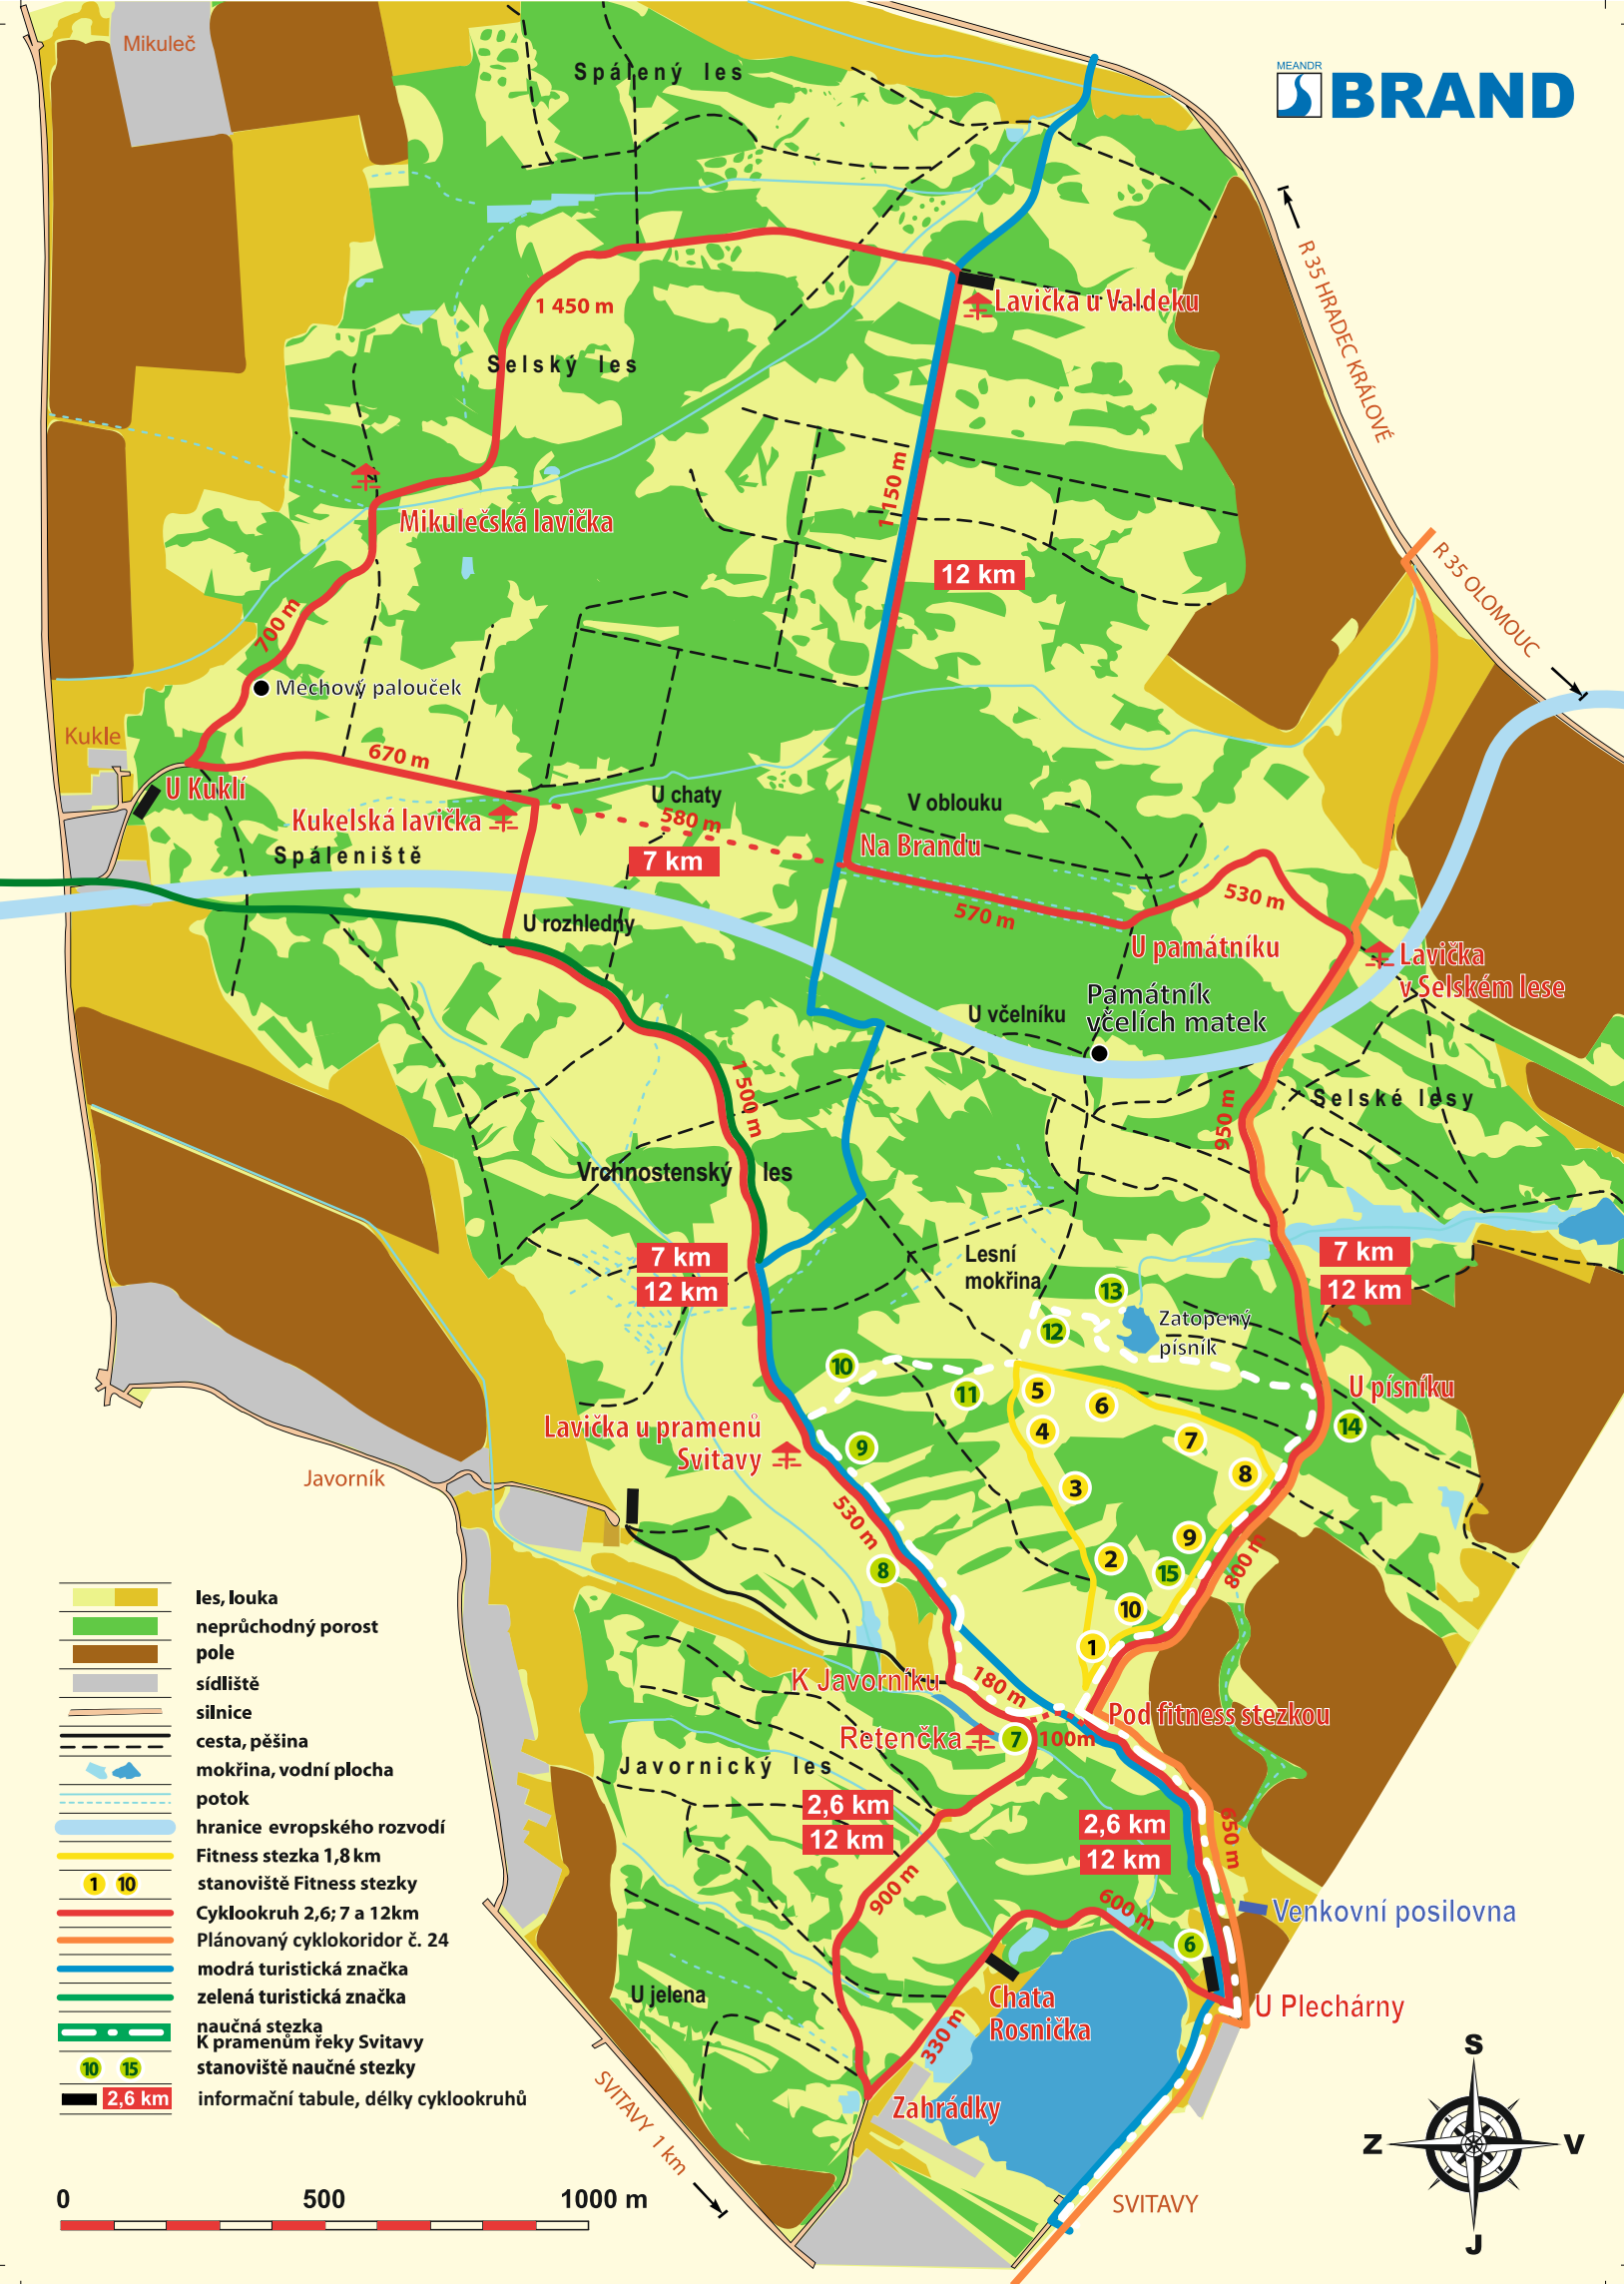 Mikuleč
Spálený les
MEANDR
BRAND
R 35 HRADEC KRÁLOVÉ
1 450 m
Lavička u Valdeku
Selský les
1 150 m
Mikulečská lavička
12 km
R 35 OLOMOUC
700 m
Mechový palouček
Kukle
670 m
U Kuklí
U chaty
V oblouku
Kukelská lavička
580 m
Na Brandu
Spáleniště
7 km
530 m
570 m
U rozhledny
U památníku
Lavička
v Selském lese
Památník
včelích matek
U včelníku
1 500 m
950 m
Selské lesy
Vrchnostenský les
Lesní
mokřina
7 km
12 km
7 km
12 km
13
12
Zatopený
písník
10
11
5
6
U písníku
4
7
14
Lavička u pramenů
Svitavy
9
8
Javorník
3
530 m
9
800 m
2
15
8
10
1
les, louka
neprůchodný porost
pole
sídliště
silnice
cesta, pěšina
mokřina, vodní plocha
potok
hranice evropského rozvodí
Fitness stezka 1,8 km
1 10
stanoviště Fitness stezky
Cyklookruh 2,6; 7 a 12km
Plánovaný cyklokoridor č. 24
modrá turistická značka
zelená turistická značka
naučná stezka
K pramenům řeky Svitavy
10 15
stanoviště naučné stezky
2,6 km
informační tabule, délky cyklookruhů
K Javorníku
180 m
Pod fitness stezkou
Retenčka
7
100m
Javornický les
2,6 km
12 km
2,6 km
12 km
650 m
900 m
600 m
Venkovní posilovna
6
U jelena
Chata
Rosnička
U Plechárny
330 m
Zahrádky
SVITAVY 1 km
SVITAVY
S
Z
V
J
0
500
1000 m